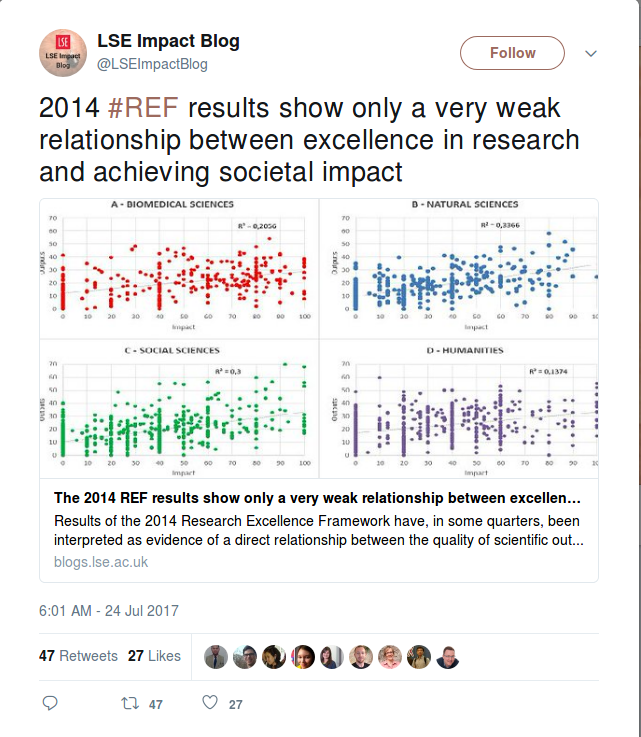 LSE
LSE Impact
Blog
LSE Impact Blog
@LSEImpactBlog
Follow
2014 #REF results show only a very weak
relationship between excellence in research
and achieving societal impact
A - BIOMEDICAL SCIENCES
R² = 0,2056
70
60
50
40
30
20
10
0
Outputs
0 10 20 30 40 50 60 70 80 90 100
Impact
B - NATURAL SCIENCES
R² = 0,3366
70
60
50
40
30
20
10
0
Outputs
0 10 20 30 40 50 60 70 80 90 10
Impact
C - SOCIAL SCIENCES
R² = 0,3
70
60
50
40
30
20
10
0
Outputs
0 10 20 30 40 50 60 70 80 90 100
Impact
D - HUMANITIES
R² = 0,1374
70
60
50
40
30
20
10
0
Outputs
0 10 20 30 40 50 60 70 80 90 10
Impact
The 2014 REF results show only a very weak relationship between excellen...
Results of the 2014 Research Excellence Framework have, in some quarters, been
interpreted as evidence of a direct relationship between the quality of scientific out...
blogs.lse.ac.uk
6:01 AM - 24 Jul 2017
47 Retweets 27 Likes
47 27